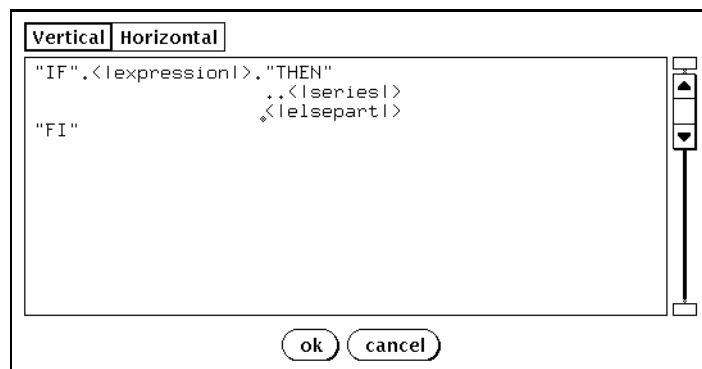 Vertical Horizontal
"IF".<|expression|>."THEN"
..<|series|>
<|elsepart|>
"FI"
ok cancel